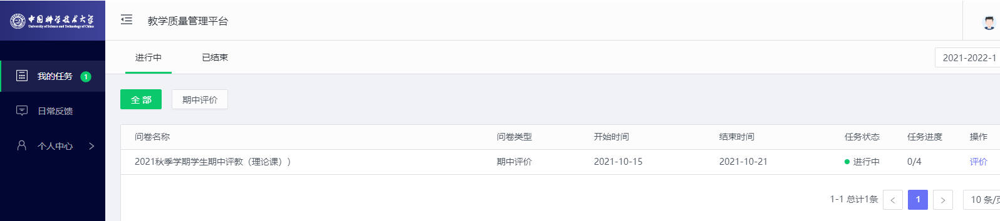 中国科学技术大学
University of Science and Technology of China
教学质量管理平台
进行中
已结束
2021-2022-1
我的任务
1
日常反馈
个人中心
全 部
期中评价
问卷名称 问卷类型 开始时间 结束时间 任务状态 任务进度 操作
2021秋季学期学生期中评教（理论课）) 期中评价 2021-10-15 2021-10-21 进行中 0/4 评价
1-1 总计1条 < 1 > 10 条/页